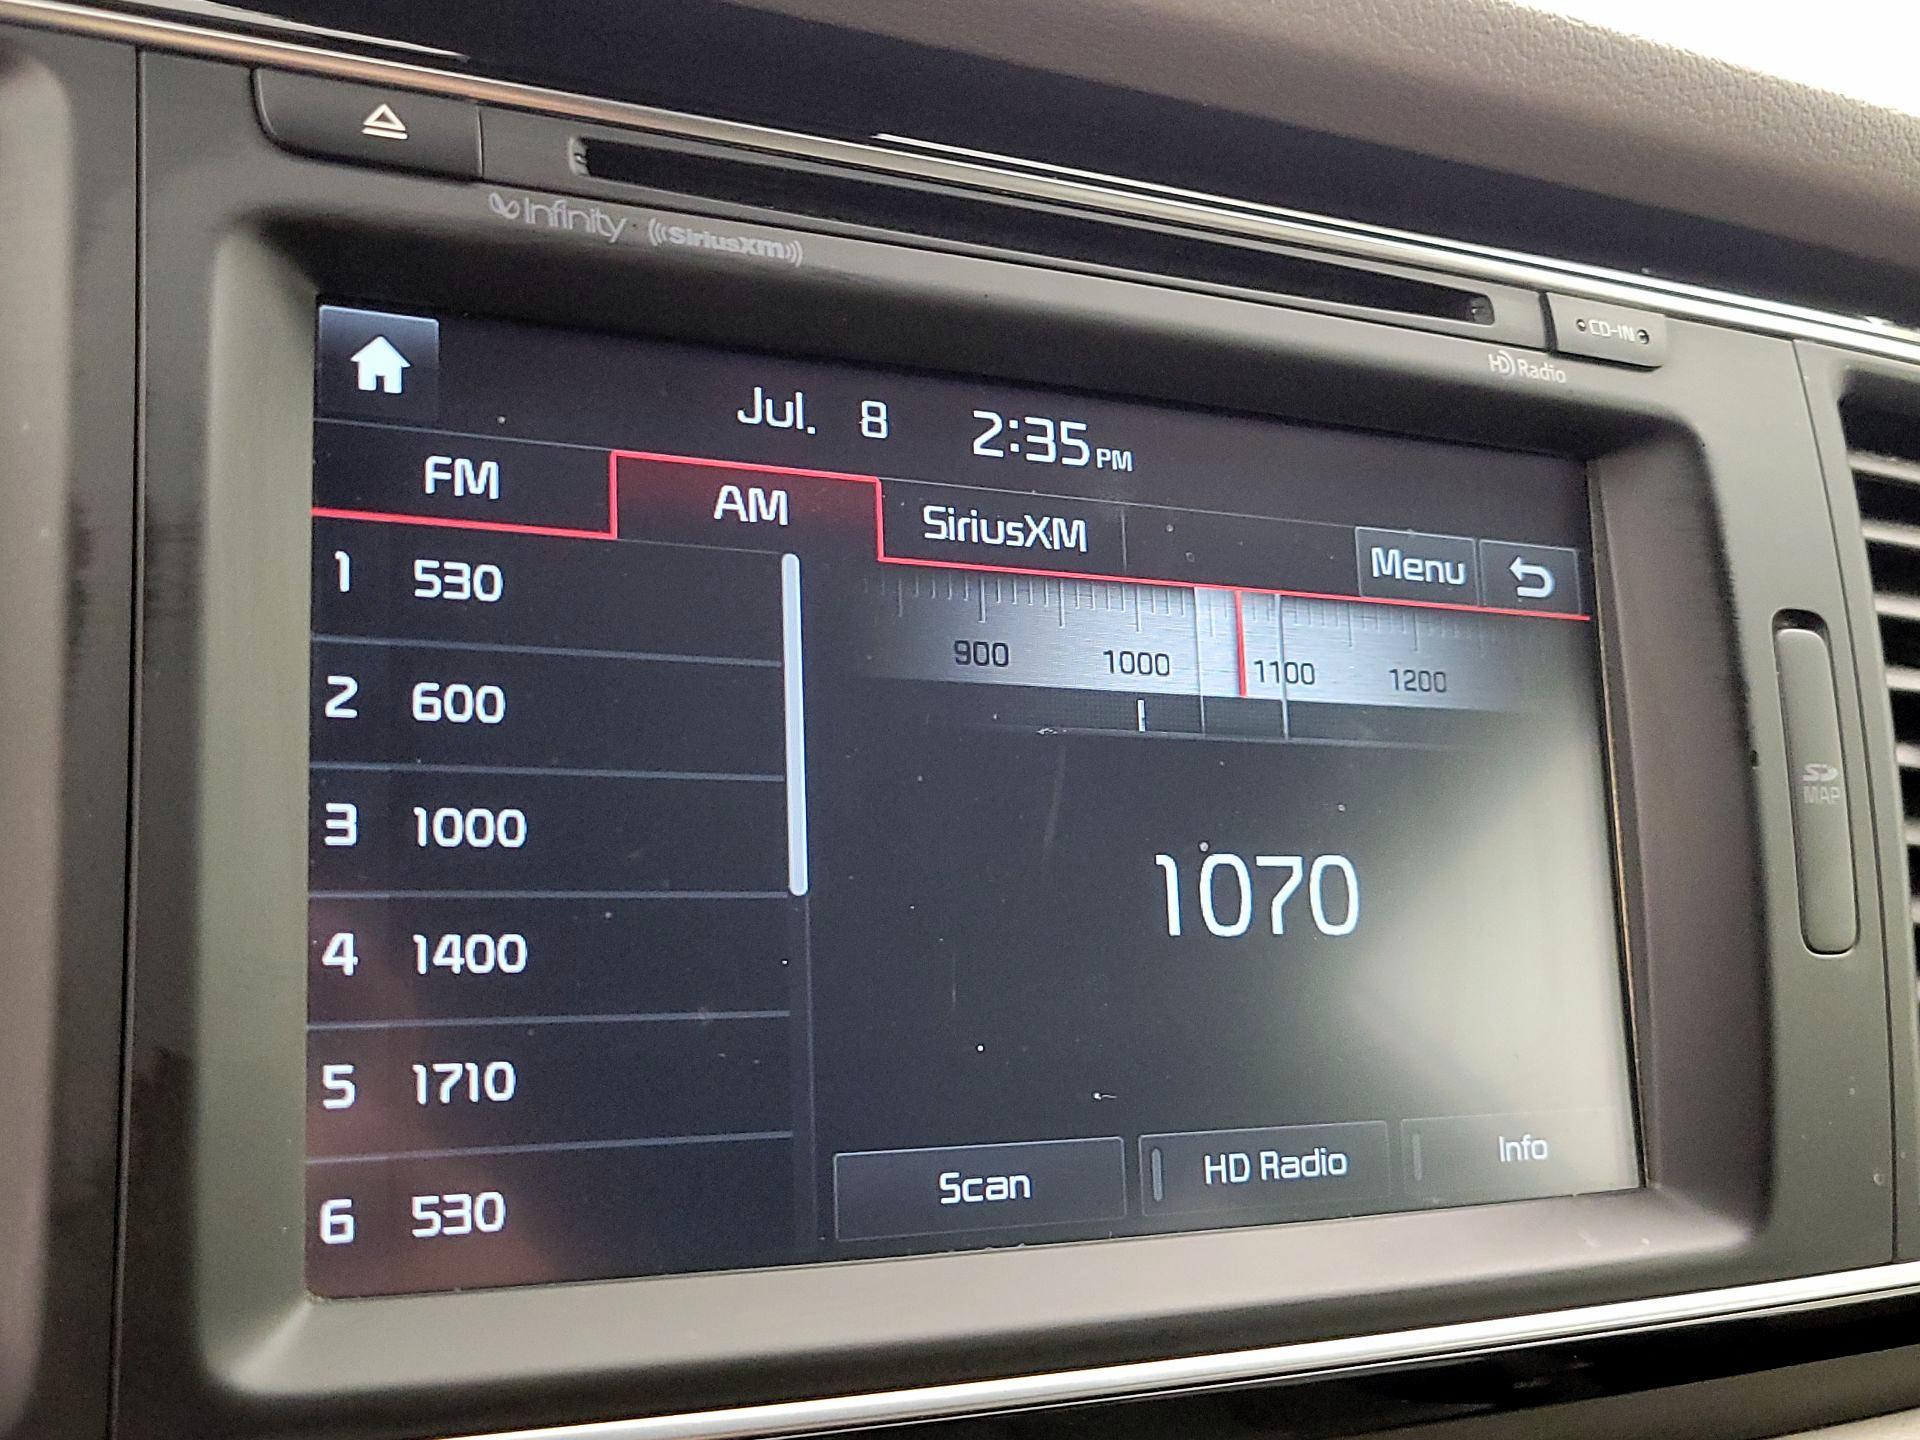 Infinity SiriusXM
CD-IN
HD Radio
Jul. 8 2:35 PM
FM AM SiriusXM Menu
1 530
2 600
3 1000
4 1400
5 1710
6 530
900 1000 1100 1200
1070
Scan HD Radio Info
SD
MAP